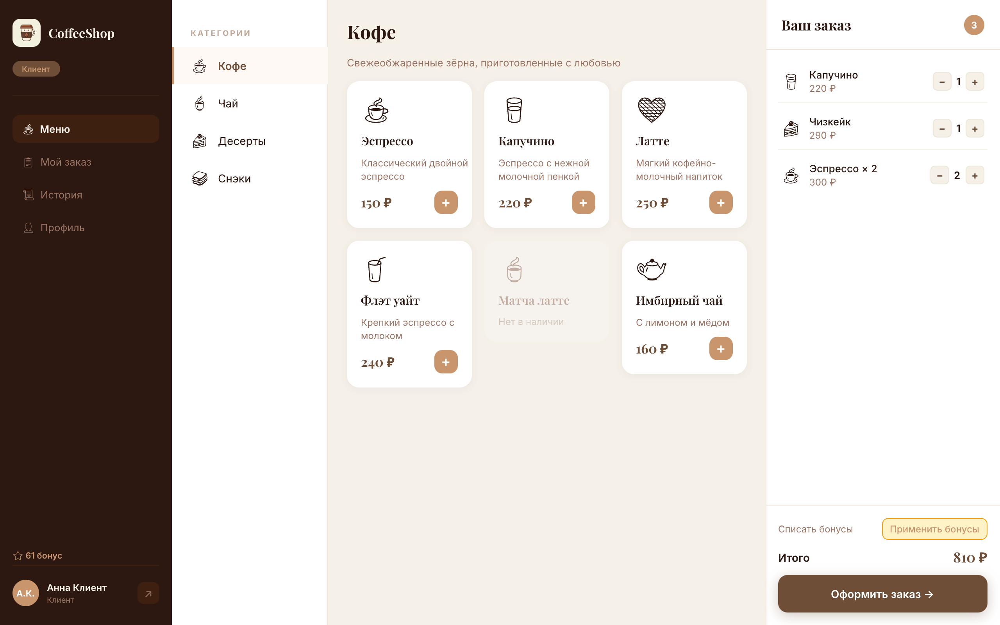 CoffeeShop
Клиент
Меню
Мой заказ
История
Профиль
61 бонус
А.К.
Анна Клиент
Клиент
КАТЕГОРИИ
Кофе
Чай
Десерты
Снэки
Кофе
Свежеобжаренные зёрна, приготовленные с любовью
Эспрессо
Классический двойной
эспрессо
150 ₽
+
Капучино
Эспрессо с нежной
молочной пенкой
220 ₽
+
Латте
Мягкий кофейно-
молочный напиток
250 ₽
+
Флэт уайт
Крепкий эспрессо с
молоком
240 ₽
+
Матча латте
Нет в наличии
Имбирный чай
С лимоном и мёдом
160 ₽
+
Ваш заказ 3
Капучино
220 ₽
– 1 +
Чизкейк
290 ₽
– 1 +
Эспрессо × 2
300 ₽
– 2 +
Списать бонусы Применить бонусы
Итого 810 ₽
Оформить заказ →